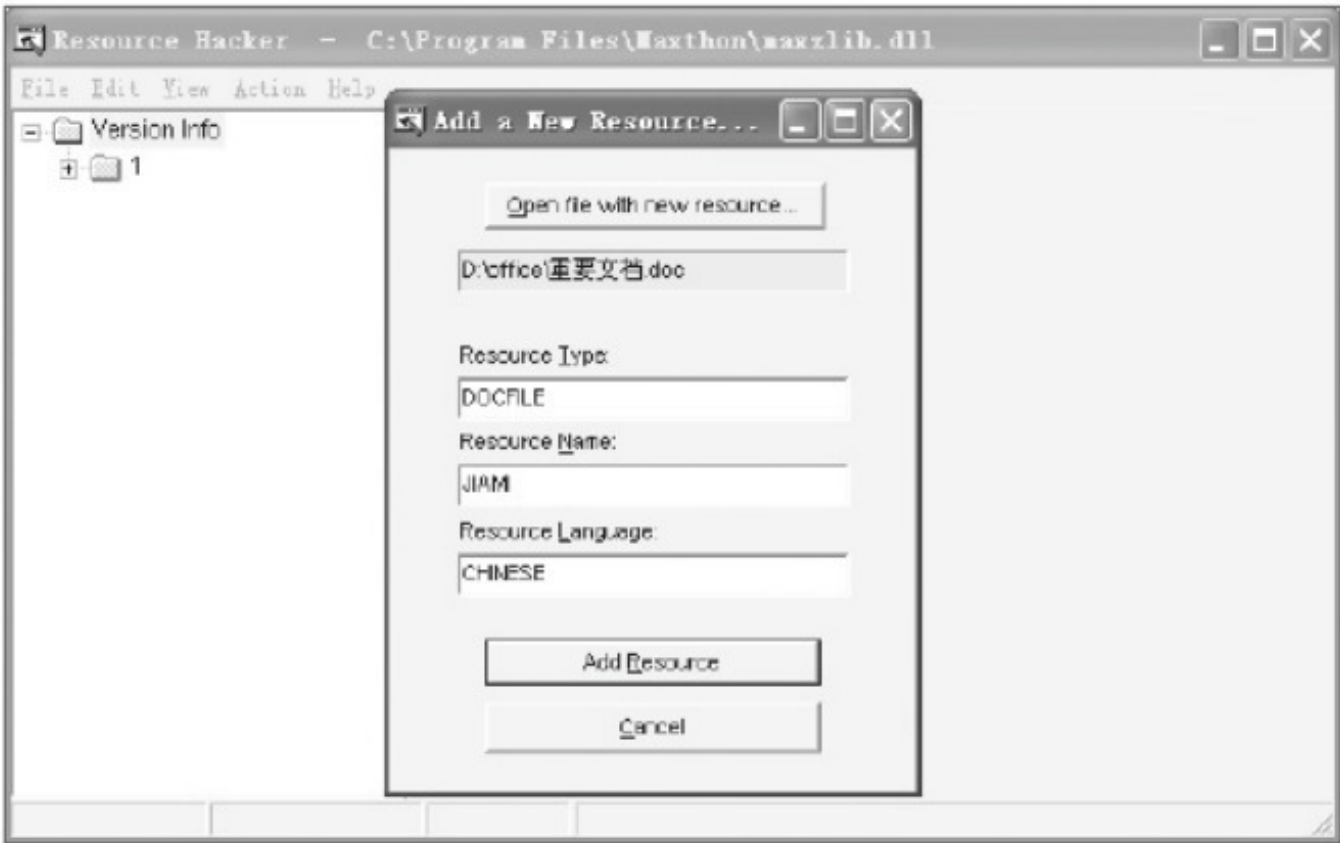 Resource Hacker - C:\Program Files\Maxthon\maxzlib.dll
File Edit View Action Help
Version Info
1
Add a New Resource...
Open file with new resource...
D:\office\重要文档.doc
Resource Type:
DOCFILE
Resource Name:
JIAMI
Resource Language:
CHINESE
Add Resource
Cancel